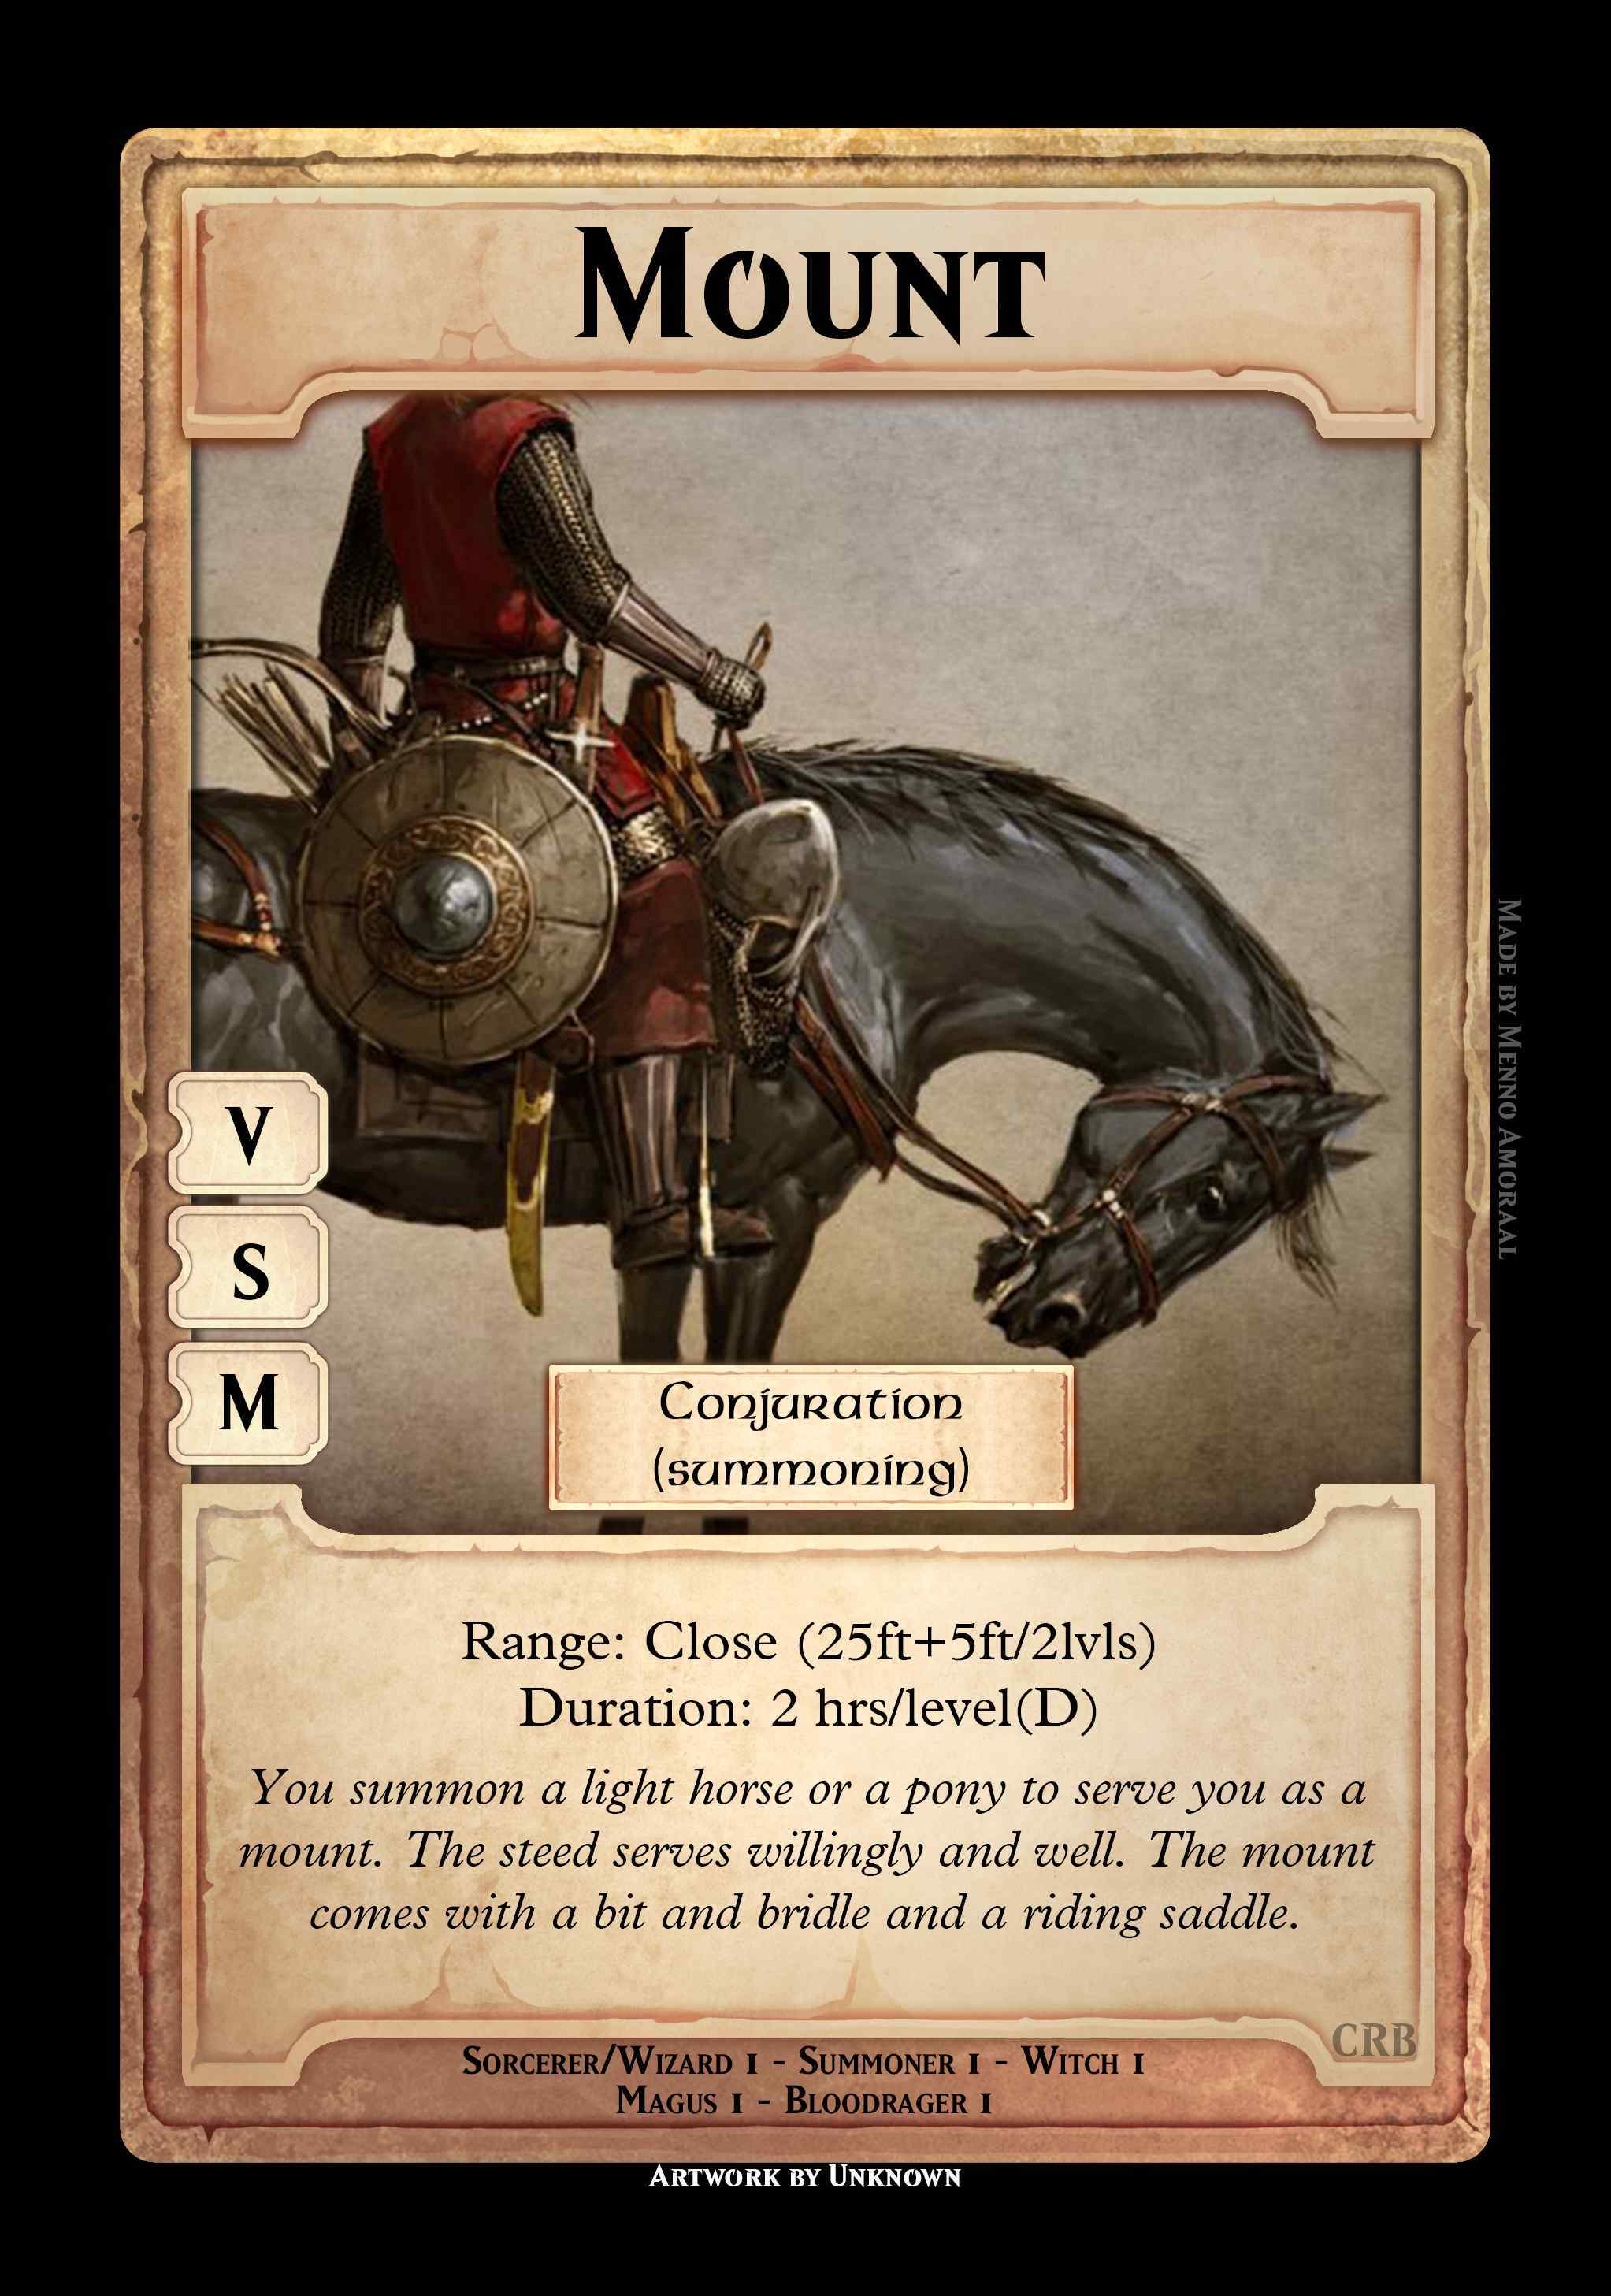 Mount
V
S
M
Conjuration
(summoning)
Range: Close (25ft+5ft/2lvls)
Duration: 2 hrs/level(D)
You summon a light horse or a pony to serve you as a
mount. The steed serves willingly and well. The mount
comes with a bit and bridle and a riding saddle.
CRB
Sorcerer/Wizard 1 - Summoner 1 - Witch 1
Magus 1 - Bloodrager 1
Artwork by Unknown
Made by Menno Amoraal